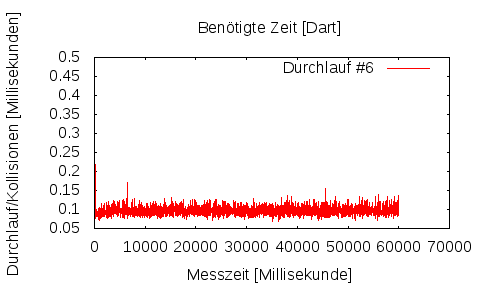 Benötigte Zeit [Dart]
Durchlauf #6
Durchlauf/Kollisionen [Millisekunden]
0.5
0.45
0.4
0.35
0.3
0.25
0.2
0.15
0.1
0.05
0 10000 20000 30000 40000 50000 60000 70000
Messzeit [Millisekunde]